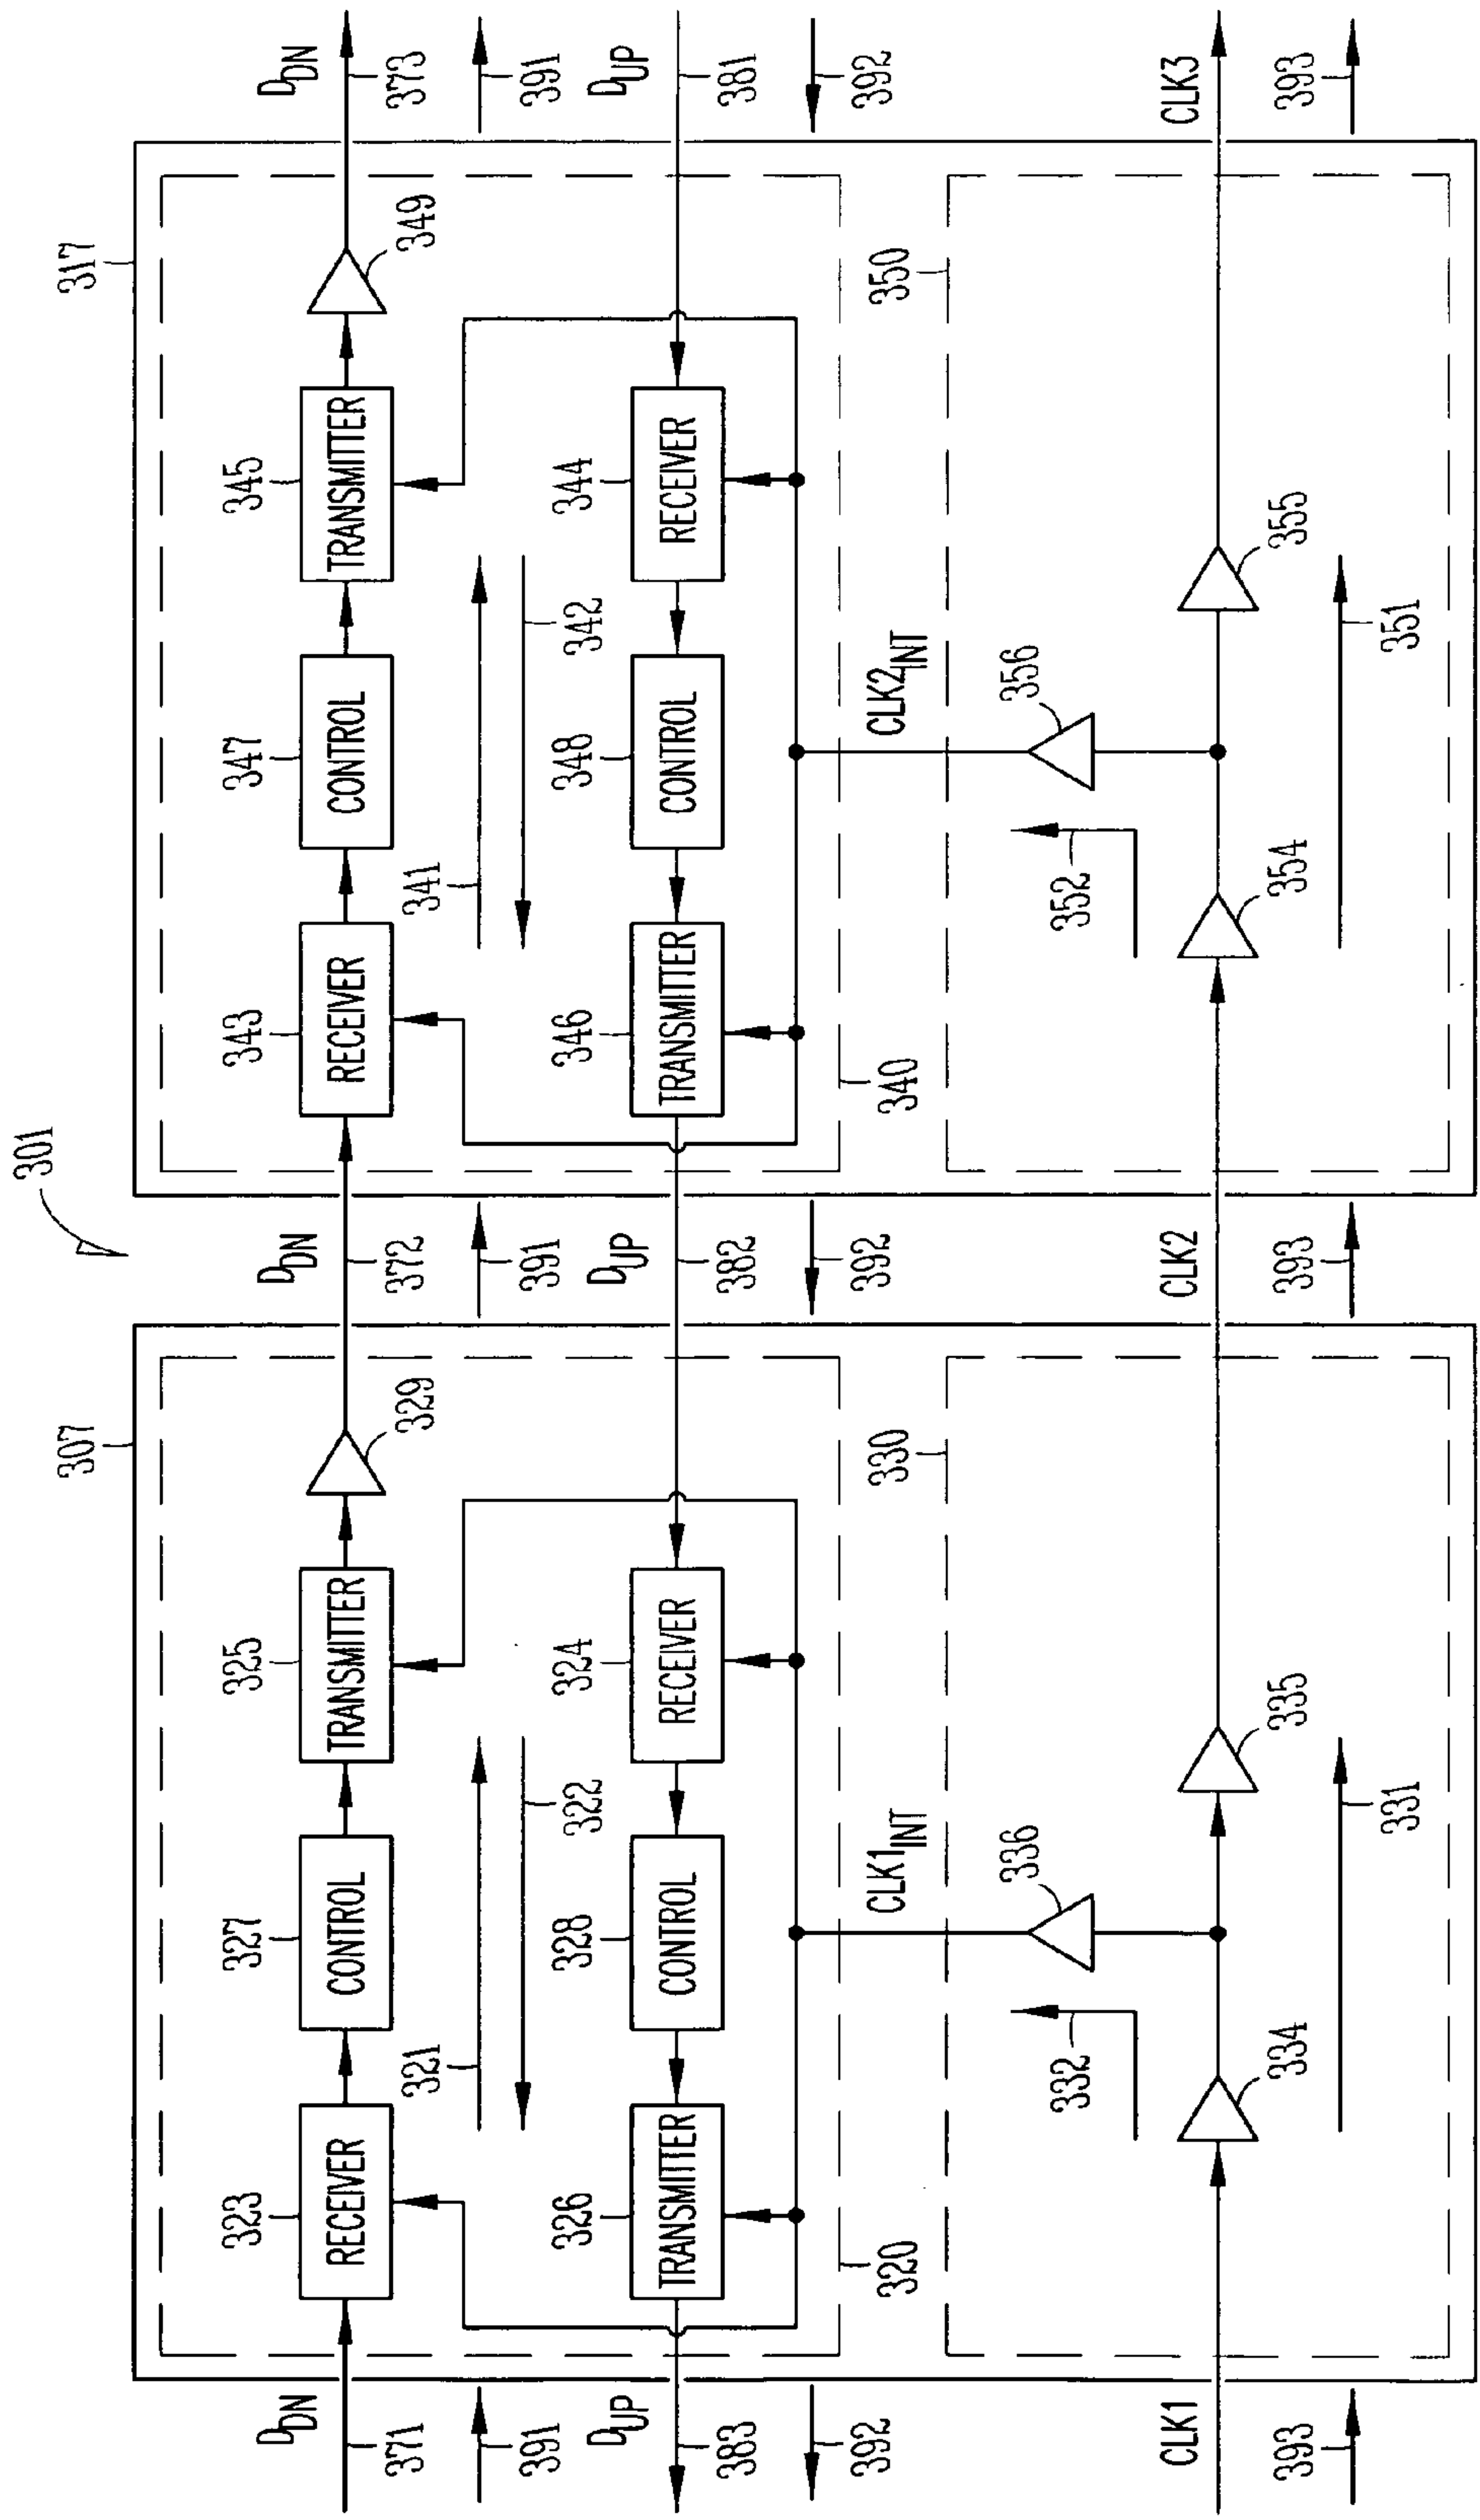 301
307
317
D_DN
371
391
D_UP
383
392
CLK1
393
323
RECEIVER
327
CONTROL
325
TRANSMITTER
329
321
322
326
TRANSMITTER
328
CONTROL
324
RECEIVER
320
CLK1_INT
330
336
332
334
335
331
D_DN
372
391
D_UP
382
392
CLK2
393
343
RECEIVER
347
CONTROL
345
TRANSMITTER
349
341
342
346
TRANSMITTER
348
CONTROL
344
RECEIVER
340
CLK2_INT
350
356
352
354
355
351
D_DN
373
391
D_UP
381
392
CLK3
393